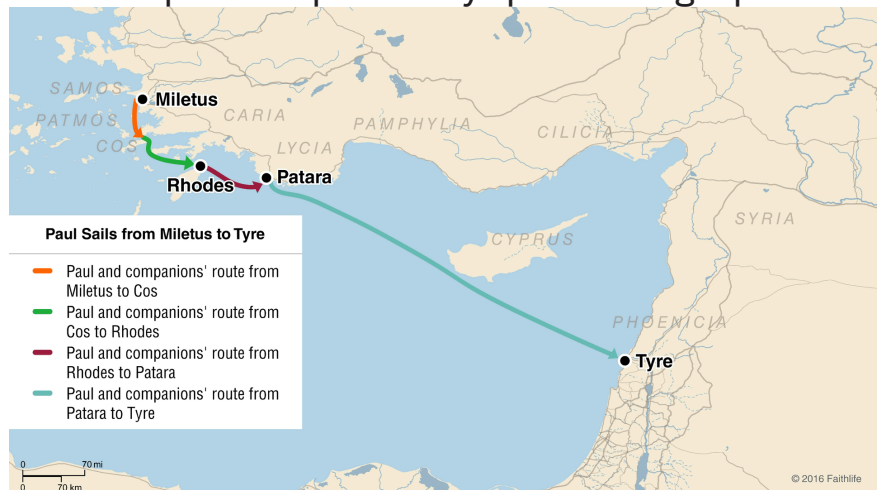 SAMOS
Miletus
PATMOS
CARIA
PAMPHYLIA
CILICIA
COS
LYCIA
Rhodes
Patara
SYRIA
CYPRUS
PHOENICIA
Tyre
Paul Sails from Miletus to Tyre
Paul and companions' route from
Miletus to Cos
Paul and companions' route from
Cos to Rhodes
Paul and companions' route from
Rhodes to Patara
Paul and companions' route from
Patara to Tyre
0 70 mi
0 70 km
© 2016 Faithlife